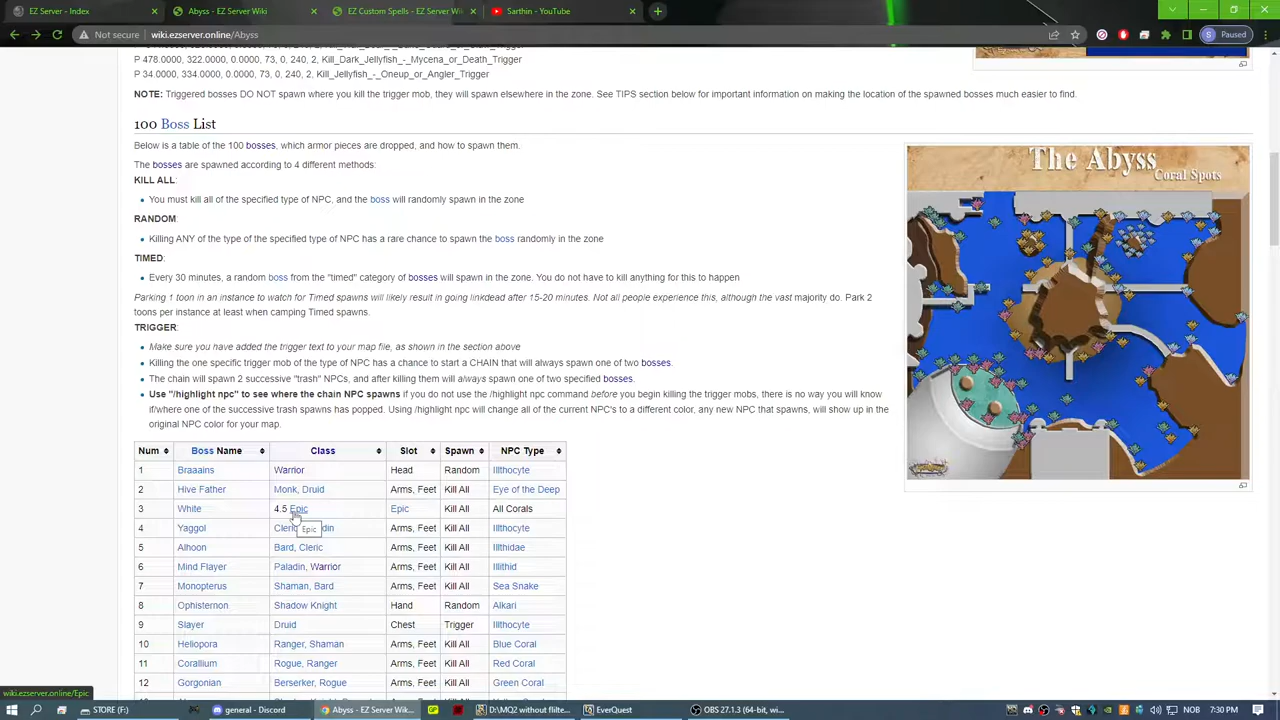 EZ Server - Index
Abyss - EZ Server Wiki
EZ Custom Spells - EZ Server Wiki
Sarthin - YouTube
Not secure
wiki.ezserver.online/Abyss
S Paused
P 478.0000, 322.0000, 0.0000, 73, 0, 240, 2, Kill_Dark_Jellyfish_-_Mycena_or_Death_Trigger
P 34.0000, 334.0000, 0.0000, 73, 0, 240, 2, Kill_Jellyfish_-_Oneup_or_Angler_Trigger
NOTE: Triggered bosses DO NOT spawn where you kill the trigger mob, they will spawn elsewhere in the zone. See TIPS section below for important information on making the location of the spawned bosses much easier to find.
100 Boss List
Below is a table of the 100 bosses, which armor pieces are dropped, and how to spawn them.
The bosses are spawned according to 4 different methods:
KILL ALL:
You must kill all of the specified type of NPC, and the boss will randomly spawn in the zone
RANDOM:
Killing ANY of the type of the specified type of NPC has a rare chance to spawn the boss randomly in the zone
TIMED:
Every 30 minutes, a random boss from the "timed" category of bosses will spawn in the zone. You do not have to kill anything for this to happen
Parking 1 toon in an instance to watch for Timed spawns will likely result in going linkdead after 15-20 minutes. Not all people experience this, although the vast majority do. Park 2
toons per instance at least when camping Timed spawns.
TRIGGER:
Make sure you have added the trigger text to your map file, as shown in the section above
Killing the one specific trigger mob of the type of NPC has a chance to start a CHAIN that will always spawn one of two bosses.
The chain will spawn 2 successive "trash" NPCs, and after killing them will always spawn one of two specified bosses.
Use "/highlight npc" to see where the chain NPC spawns if you do not use the /highlight npc command before you begin killing the trigger mobs, there is no way you will know
if/where one of the successive trash spawns has popped. Using /highlight npc will change all of the current NPC's to a different color, any new NPC that spawns, will show up in the
original NPC color for your map.
The Abyss
Coral Spots
Num Boss Name Class Slot Spawn NPC Type
1 Braaains Warrior Head Random Illthocyte
2 Hive Father Monk, Druid Arms, Feet Kill All Eye of the Deep
3 White 4.5 Epic Epic Kill All All Corals
4 Yaggol Cleric din Arms, Feet Kill All Illthocyte
Epic
5 Alhoon Bard, Cleric Arms, Feet Kill All Illthidae
6 Mind Flayer Paladin, Warrior Arms, Feet Kill All Illithid
7 Monopterus Shaman, Bard Arms, Feet Kill All Sea Snake
8 Ophisternon Shadow Knight Hand Random Alkari
9 Slayer Druid Chest Trigger Illthocyte
10 Heliopora Ranger, Shaman Arms, Feet Kill All Blue Coral
11 Corallium Rogue, Ranger Arms, Feet Kill All Red Coral
12 Gorgonian Berserker, Rogue Arms, Feet Kill All Green Coral
wiki.ezserver.online/Epic
STORE (F:)
general - Discord
Abyss - EZ Server Wik...
D:\MQ2 without flilte...
EverQuest
OBS 27.1.3 (64-bit, wi...
NOB
7:30 PM